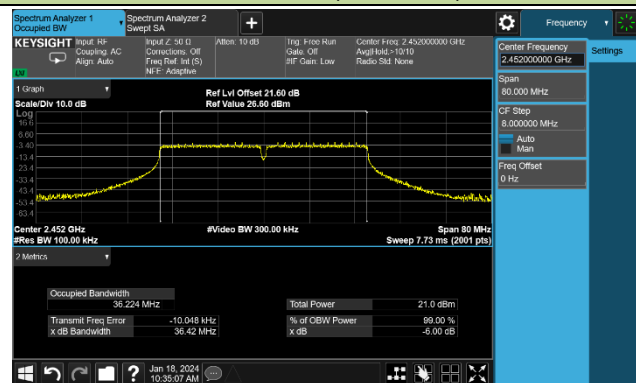 Spectrum Analyzer 1
Occupied BW
Spectrum Analyzer 2
Swept SA
Frequency
KEYSIGHT
Input: RF
Coupling: AC
Align: Auto
Input Z: 50 Ω
Corrections: Off
Freq Ref: Int (S)
NFE: Adaptive
Atten: 10 dB
Trig: Free Run
Gate: Off
#IF Gain: Low
Center Freq: 2.452000000 GHz
Avg|Hold:>10/10
Radio Std: None
Center Frequency
2.452000000 GHz
Settings
Span
80.000 MHz
CF Step
8.000000 MHz
Auto
Man
Freq Offset
0 Hz
1 Graph
Scale/Div 10.0 dB
Ref Lvl Offset 21.60 dB
Ref Value 26.60 dBm
Log
16.6
6.60
-3.40
-13.4
-23.4
-33.4
-43.4
-53.4
-63.4
Center 2.452 GHz
#Res BW 100.00 kHz
#Video BW 300.00 kHz
Span 80 MHz
Sweep 7.73 ms (2001 pts)
2 Metrics
Occupied Bandwidth
36.224 MHz
Total Power 21.0 dBm
Transmit Freq Error -10.048 kHz
% of OBW Power 99.00 %
x dB Bandwidth 36.42 MHz
x dB -6.00 dB
Jan 18, 2024
10:35:07 AM